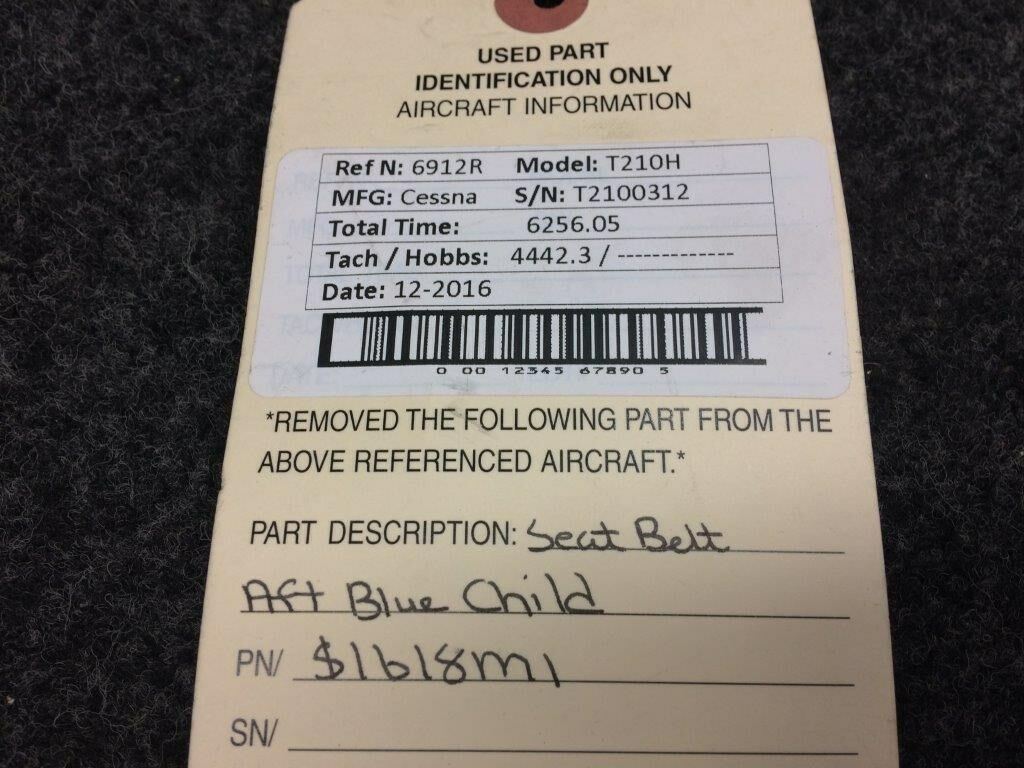 USED PART
IDENTIFICATION ONLY
AIRCRAFT INFORMATION
Ref N: 6912R Model: T210H
MFG: Cessna S/N: T2100312
Total Time: 6256.05
Tach / Hobbs: 4442.3 / -------------
Date: 12-2016
0 00 12345 67890 5
*REMOVED THE FOLLOWING PART FROM THE
ABOVE REFERENCED AIRCRAFT.*
PART DESCRIPTION: Seat Belt
Aft Blue Child
PN/ $1618M1
SN/